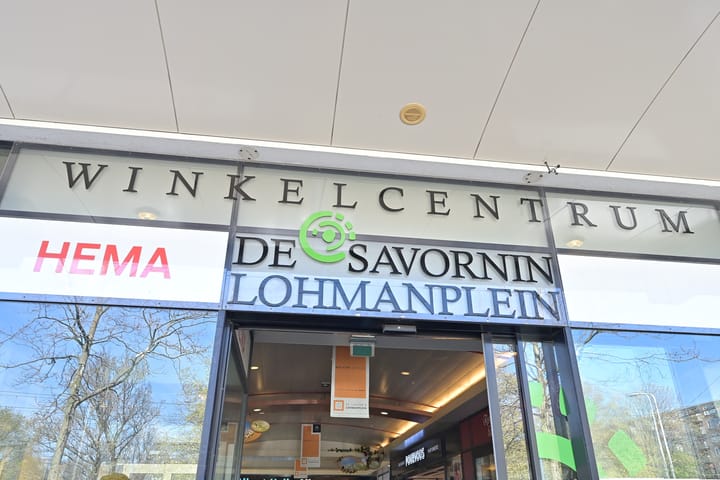 WINKELCENTRUM
HEMA
DE SAVORNIN
LOHMANPLEIN